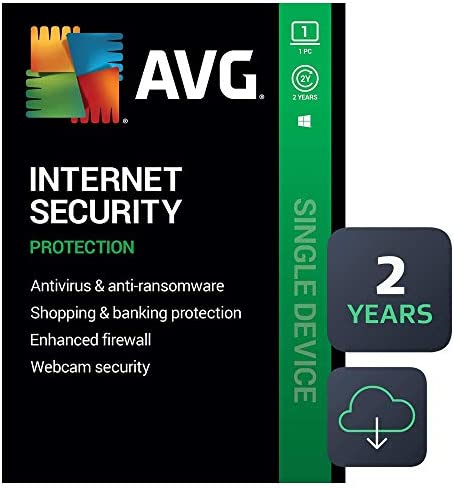 AVG®
INTERNET
SECURITY
PROTECTION
Antivirus & anti-ransomware
Shopping & banking protection
Enhanced firewall
Webcam security
1
1 PC
2Y
2 YEARS
SINGLE DEVICE
2
YEARS